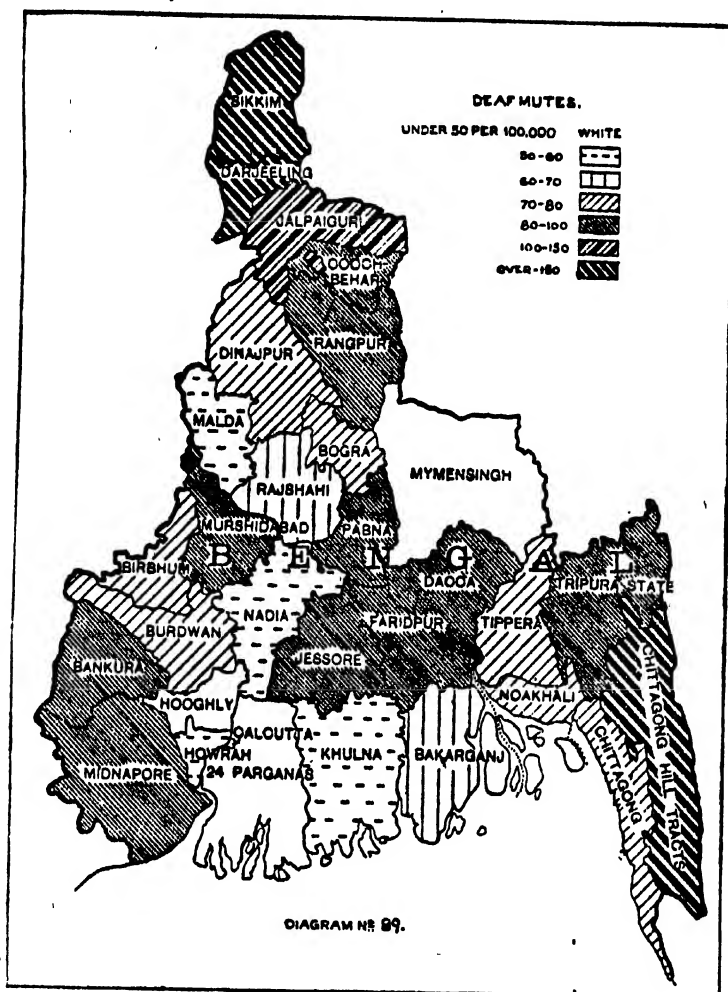 DEAF MUTES.
UNDER 50 PER 100,000 WHITE
50-60
60-70
70-80
80-100
100-150
OVER-150
BIKKIM
DARJEELING
JALPAIGURI
COOCH-
BEHAR
RANGPUR
DINAJPUR
MALDA
BOGRA
MYMENSINGH
RAJSHAHI
MURSHIDABAD
PABNA
BENGAL
BIRBHUM
DACCA
TRIPURA STATE
NADIA
FARIDPUR
TIPPERA
BURDWAN
JESSORE
BANKURA
NOAKHALI
HOOGHLY
CALCUTTA
HOWRAH
24 PARGANAS
KHULNA
BAKARGANJ
MIDNAPORE
CHITTAGONG
CHITTAGONG HILL TRACTS
DIAGRAM Nº 89.